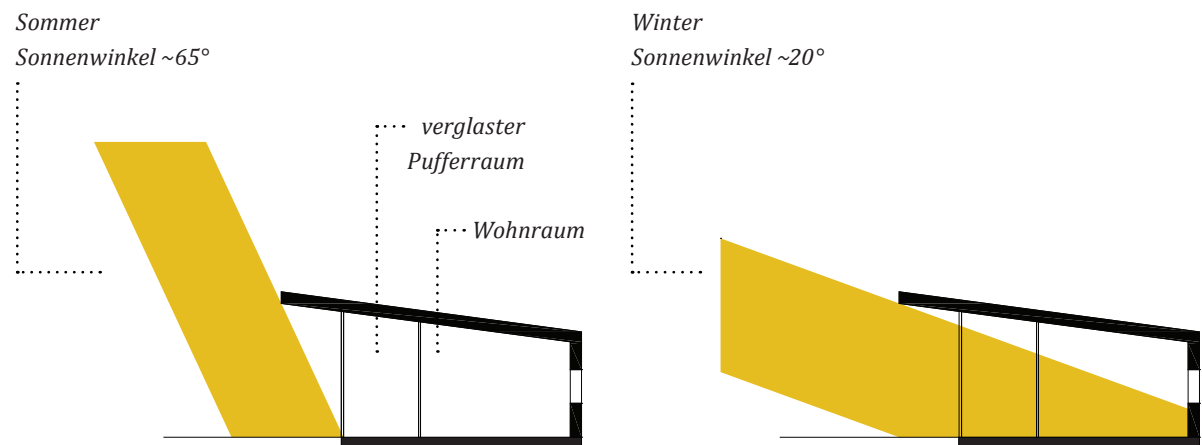 Sommer
Sonnenwinkel ~65°
verglaster
Pufferraum
Wohnraum
Winter
Sonnenwinkel ~20°